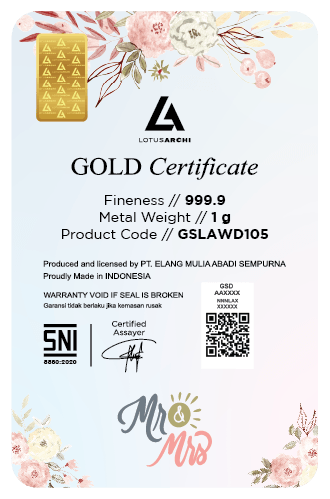 LOTUSARCHI
GOLD Certificate
Fineness // 999.9
Metal Weight // 1 g
Product Code // GSLAWD105
Produced and licensed by PT. ELANG MULIA ABADI SEMPURNA
Proudly Made in INDONESIA
WARRANTY VOID IF SEAL IS BROKEN
Garansi tidak berlaku jika kemasan rusak
GSD
AAXXXX
NNNLAX
XXXXXX
SNI
8880:2020
Certified
Assayer
Mr & Mrs